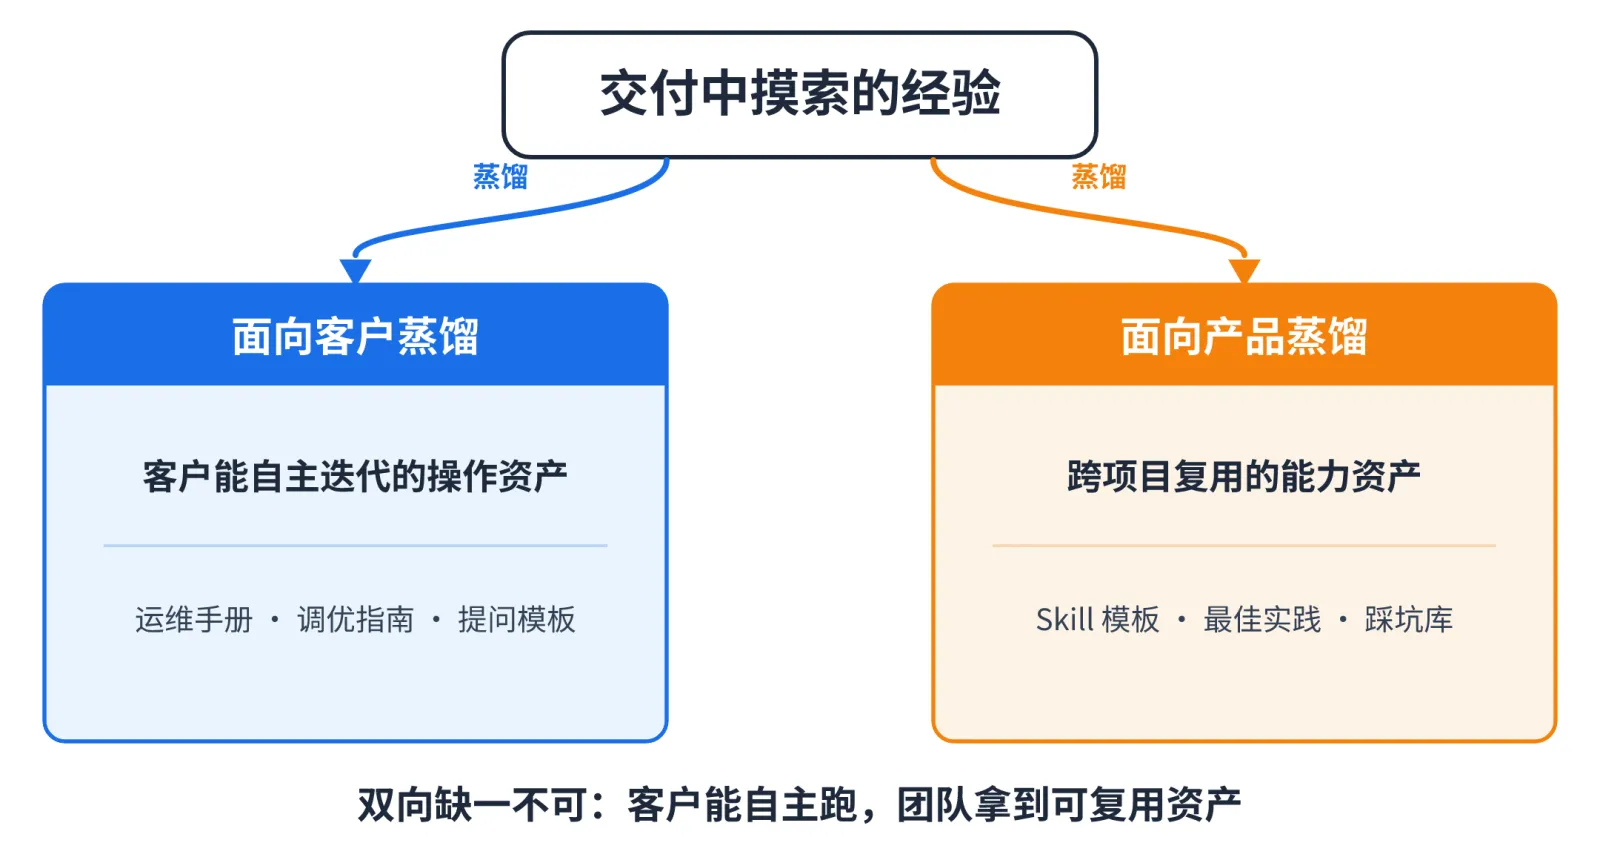 交付中摸索的经验
蒸馏
蒸馏
面向客户蒸馏
客户能自主迭代的操作资产
运维手册 • 调优指南 • 提问模板
面向产品蒸馏
跨项目复用的能力资产
Skill 模板 • 最佳实践 • 踩坑库
双向缺一不可：客户能自主跑，团队拿到可复用资产